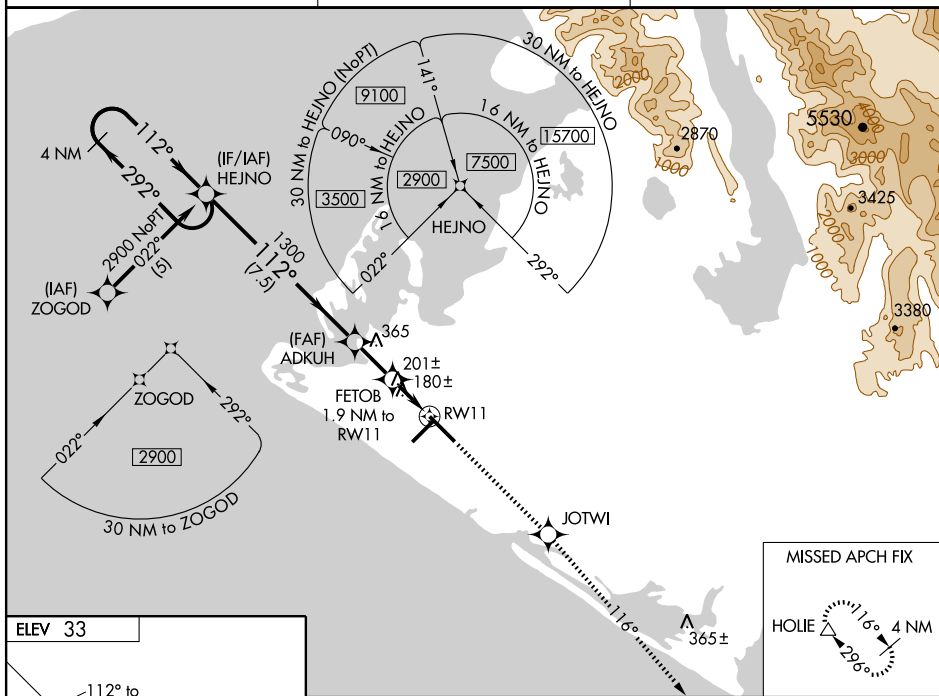 30 NM to HEJNO (NoPT)
30 NM to HEJNO
141°
9100
090°
16 NM to HEJNO
16 NM to HEJNO
15700
7500
2900
3500
HEJNO
022°
292°
2000
2870
1000
5530
4000
3000
3425
2000
1000
3380
112°
4 NM
292°
(IF/IAF)
HEJNO
2900 NoPT
022°
(5)
(IAF)
ZOGOD
1300
112°
(7.5)
(FAF)
ADKUH
365
201±
180±
FETOB
1.9 NM to
RW11
RW11
ZOGOD
022°
292°
2900
30 NM to ZOGOD
JOTWI
116°
365±
MISSED APCH FIX
HOLIE
116°
4 NM
296°
ELEV 33
112° to